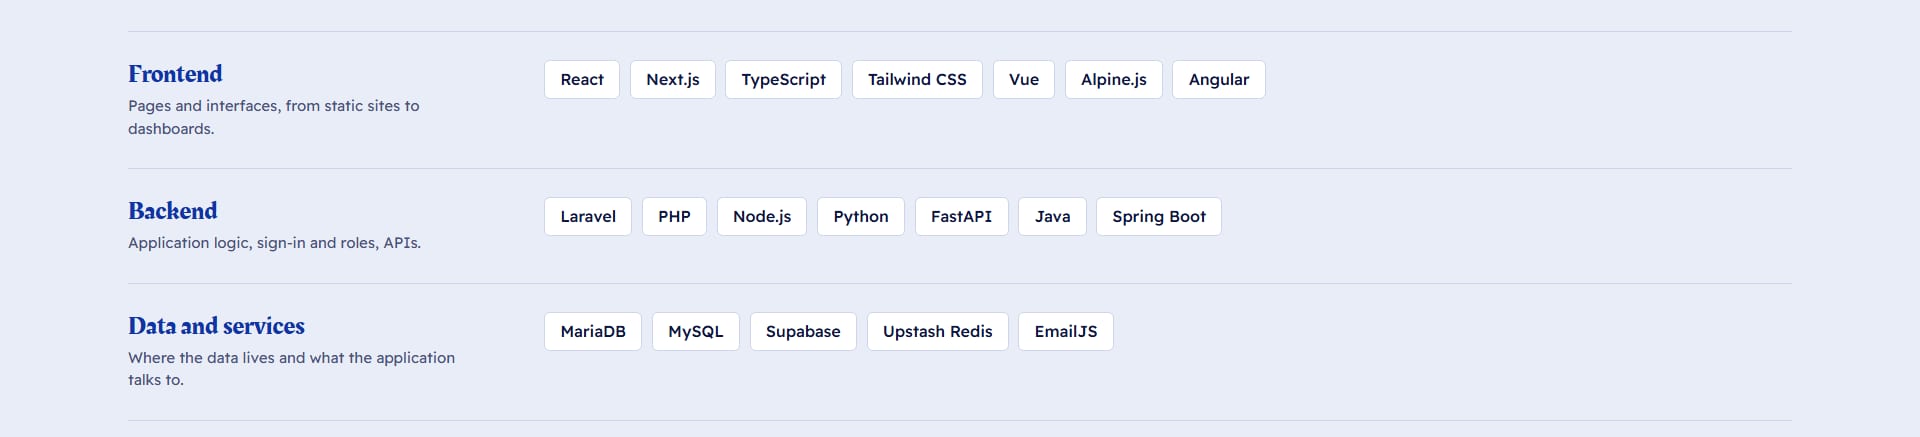 Frontend
Pages and interfaces, from static sites to
dashboards.
React Next.js TypeScript Tailwind CSS Vue Alpine.js Angular
Backend
Application logic, sign-in and roles, APIs.
Laravel PHP Node.js Python FastAPI Java Spring Boot
Data and services
Where the data lives and what the application
talks to.
MariaDB MySQL Supabase Upstash Redis EmailJS